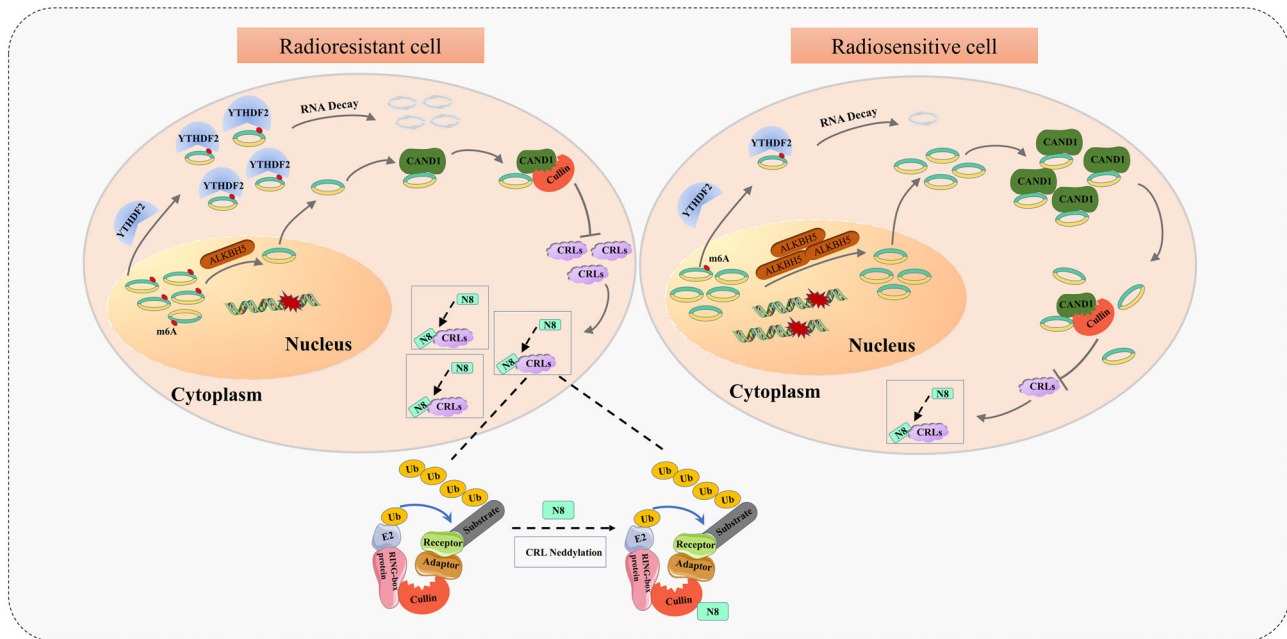 Radioresistant cell
YTHDF2
YTHDF2
YTHDF2
YTHDF2
YTHDF2
RNA Decay
CAND1
CAND1
Cullin
ALKBH5
m6A
Nucleus
Cytoplasm
CRLs
CRLs
CRLs
N8
N8
CRLs
N8
N8
CRLs
N8
N8
CRLs
Radiosensitive cell
YTHDF2
YTHDF2
RNA Decay
CAND1
CAND1
CAND1
CAND1
m6A
ALKBH5
ALKBH5
ALKBH5
Nucleus
Cytoplasm
CAND1
Cullin
CRLs
N8
N8
CRLs
Ub
Ub
Ub
Ub
Ub
E2
Substrate
Receptor
Adaptor
RING-box
protein
Cullin
N8
CRL Neddylation
Ub
Ub
Ub
Ub
Ub
E2
Substrate
Receptor
Adaptor
RING-box
protein
Cullin
N8